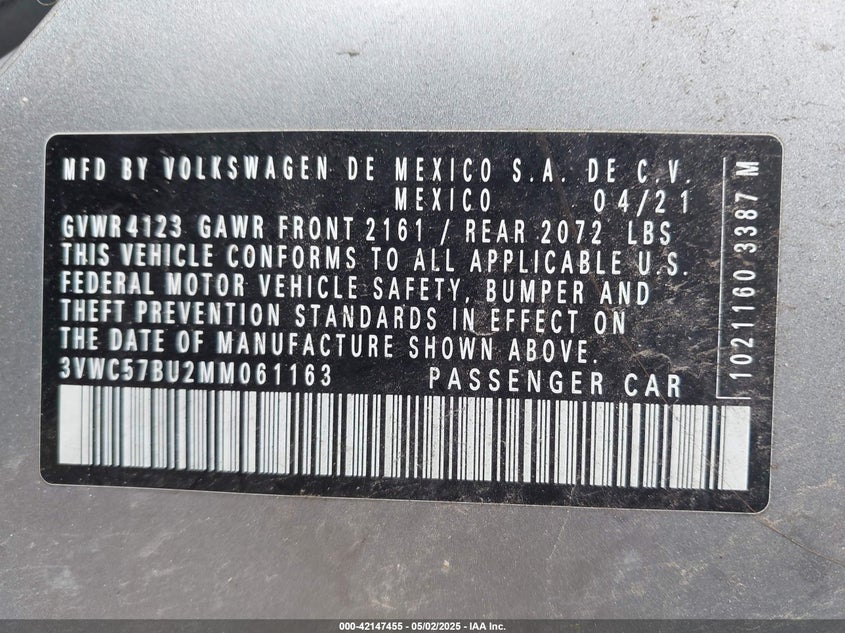 MFD BY VOLKSWAGEN DE MEXICO S.A. DE C.V.
MEXICO 04/21
GVWR4123 GAWR FRONT 2161 / REAR 2072 LBS
THIS VEHICLE CONFORMS TO ALL APPLICABLE U.S.
FEDERAL MOTOR VEHICLE SAFETY, BUMPER AND
THEFT PREVENTION STANDARDS IN EFFECT ON
THE DATE OF MANUFACTURE SHOWN ABOVE.
3VWC57BU2MM061163 PASSENGER CAR
1021160 3387 M
000-42147455 - 05/02/2025 - IAA Inc.